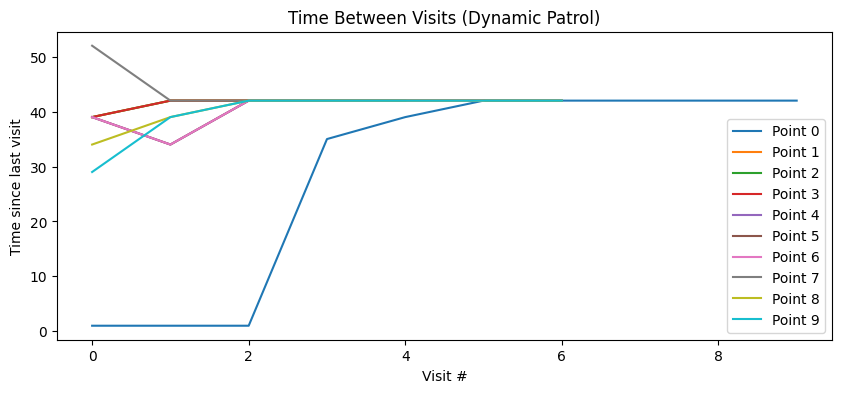 Time Between Visits (Dynamic Patrol)
Time since last visit
50
40
30
20
10
0
0
2
4
6
8
Visit #
Point 0
Point 1
Point 2
Point 3
Point 4
Point 5
Point 6
Point 7
Point 8
Point 9